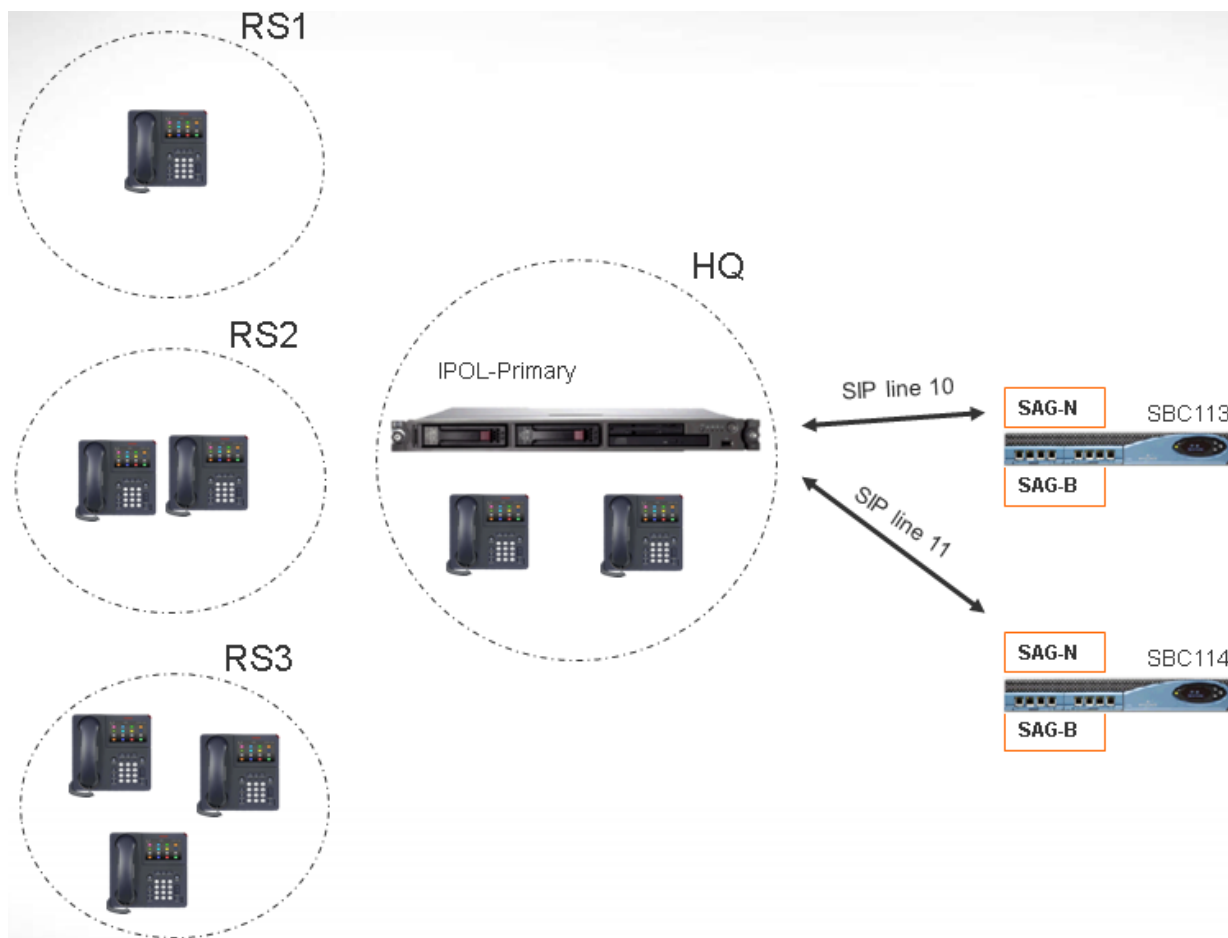 RS1
HQ
RS2
IPOL-Primary
SIP line 10
SAG-N
SBC113
SAG-B
SIP line 11
RS3
SAG-N
SBC114
SAG-B